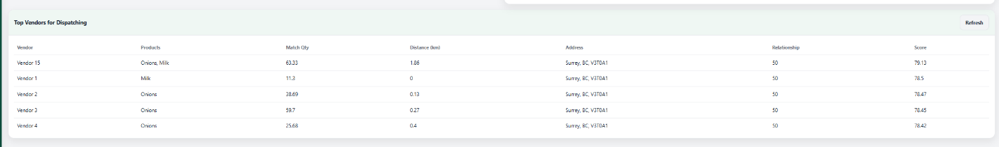 Top Vendors for Dispatching Refresh
Vendor Products Match Qty Distance (km) Address Relationship Score
Vendor 15 Onions, Milk 63.33 1.86 Surrey, BC, V3T0A1 50 79.13
Vendor 1 Milk 11.3 0 Surrey, BC, V3T0A1 50 78.5
Vendor 2 Onions 38.69 0.13 Surrey, BC, V3T0A1 50 78.47
Vendor 3 Onions 59.7 0.27 Surrey, BC, V3T0A1 50 78.45
Vendor 4 Onions 25.68 0.4 Surrey, BC, V3T0A1 50 78.42